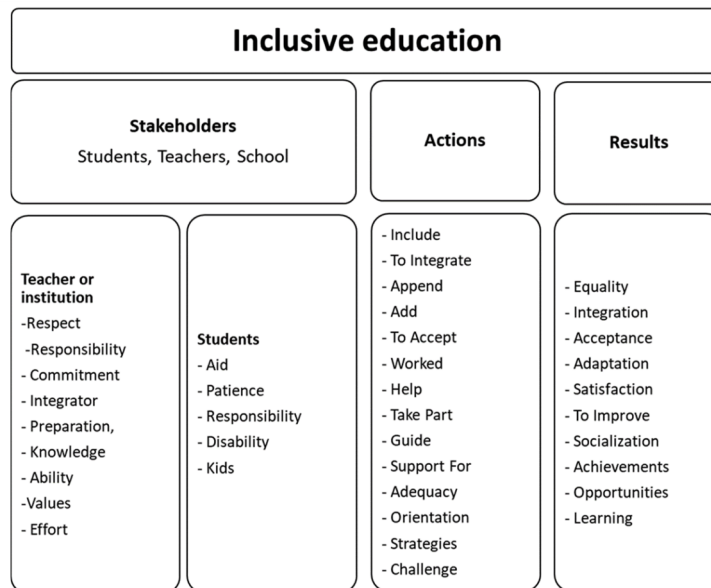 Inclusive education
Stakeholders
Students, Teachers, School
Actions
Results
Teacher or
institution
-Respect
-Responsibility
- Commitment
- Integrator
- Preparation,
- Knowledge
- Ability
-Values
- Effort
Students
- Aid
- Patience
- Responsibility
- Disability
- Kids
- Include
- To Integrate
- Append
- Add
- To Accept
- Worked
- Help
- Take Part
- Guide
- Support For
- Adequacy
- Orientation
- Strategies
- Challenge
- Equality
- Integration
- Acceptance
- Adaptation
- Satisfaction
- To Improve
- Socialization
- Achievements
- Opportunities
- Learning